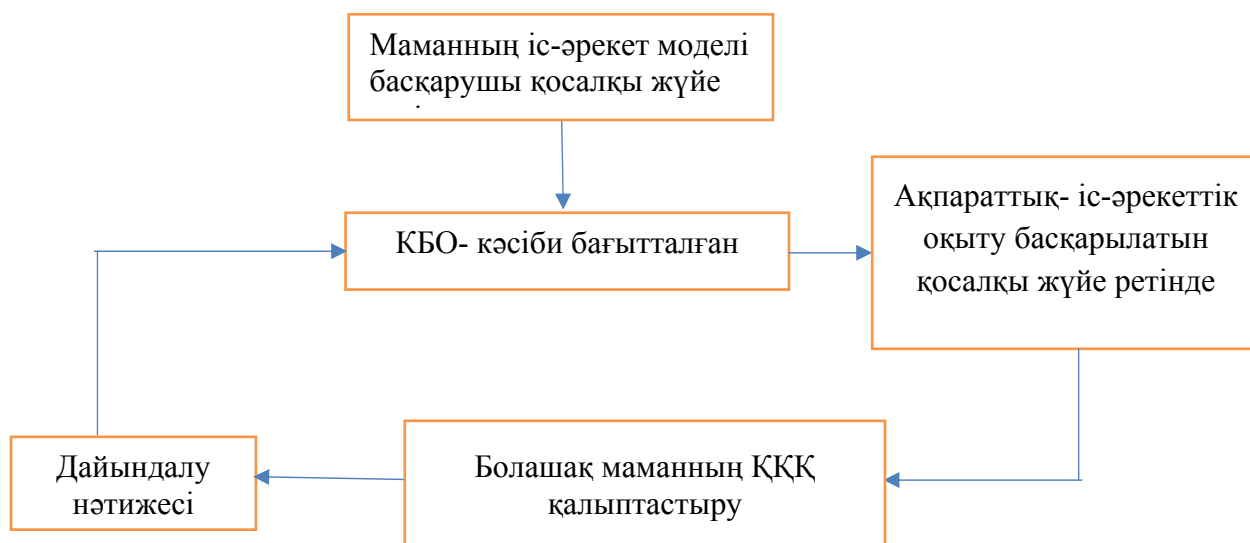 Маманның іс-әрекет моделі
басқарушы қосалқы жүйе
КБО- кәсіби бағытталған
Ақпараттық- іс-әрекеттік
оқыту басқарылатын
қосалқы жүйе ретінде
Болашақ маманның ҚҚҚ
қалыптастыру
Дайындалу
нәтижесі